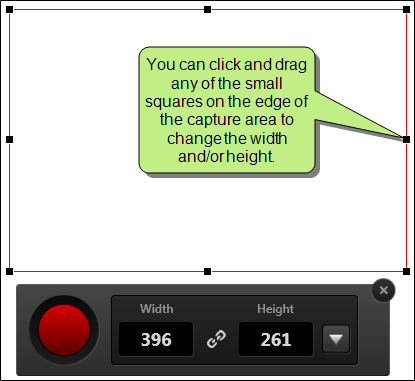 You can click and drag
any of the small
squares on the edge of
the capture area to
change the width
and/or height.
Width Height
396 261